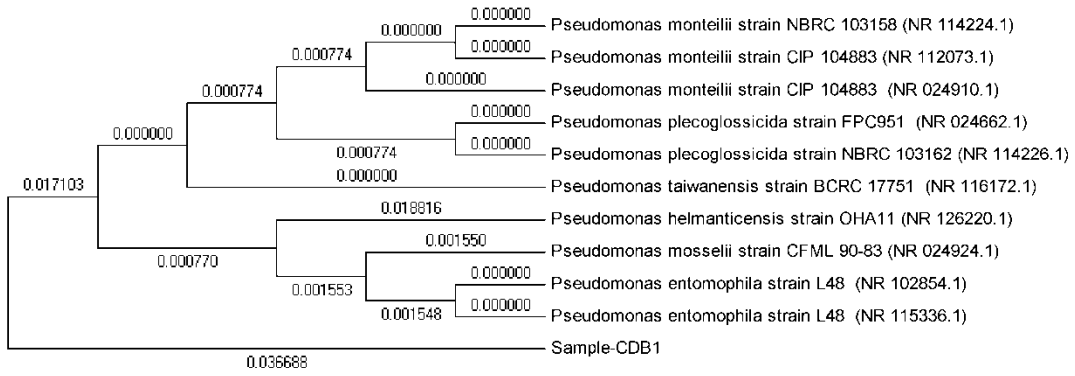 0.000000
Pseudomonas monteilii strain NBRC 103158 (NR 114224.1)
0.000000
0.000000
Pseudomonas monteilii strain CIP 104883 (NR 112073.1)
0.000774
0.000000
Pseudomonas monteilii strain CIP 104883 (NR 024910.1)
0.000774
0.000000
Pseudomonas plecoglossicida strain FPC951 (NR 024662.1)
0.000000
0.000000
Pseudomonas plecoglossicida strain NBRC 103162 (NR 114226.1)
0.000774
0.000000
Pseudomonas taiwanensis strain BCRC 17751 (NR 116172.1)
0.017103
0.018816
Pseudomonas helmanticensis strain OHA11 (NR 126220.1)
0.001550
Pseudomonas mosselii strain CFML 90-83 (NR 024924.1)
0.000770
0.000000
Pseudomonas entomophila strain L48 (NR 102854.1)
0.001553
0.000000
Pseudomonas entomophila strain L48 (NR 115336.1)
0.001548
Sample-CDB1
0.036688